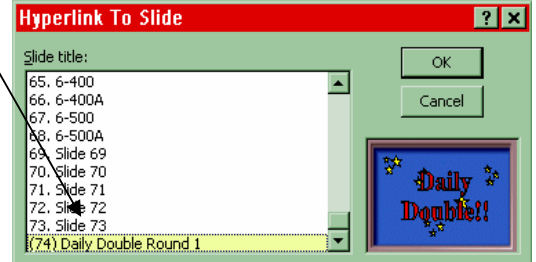 Hyperlink To Slide
Slide title:
65. 6-400
66. 6-400A
67. 6-500
68. 6-500A
69. Slide 69
70. Slide 70
71. Slide 71
72. Slide 72
73. Slide 73
(74) Daily Double Round 1
OK
Cancel
Daily
Double!!